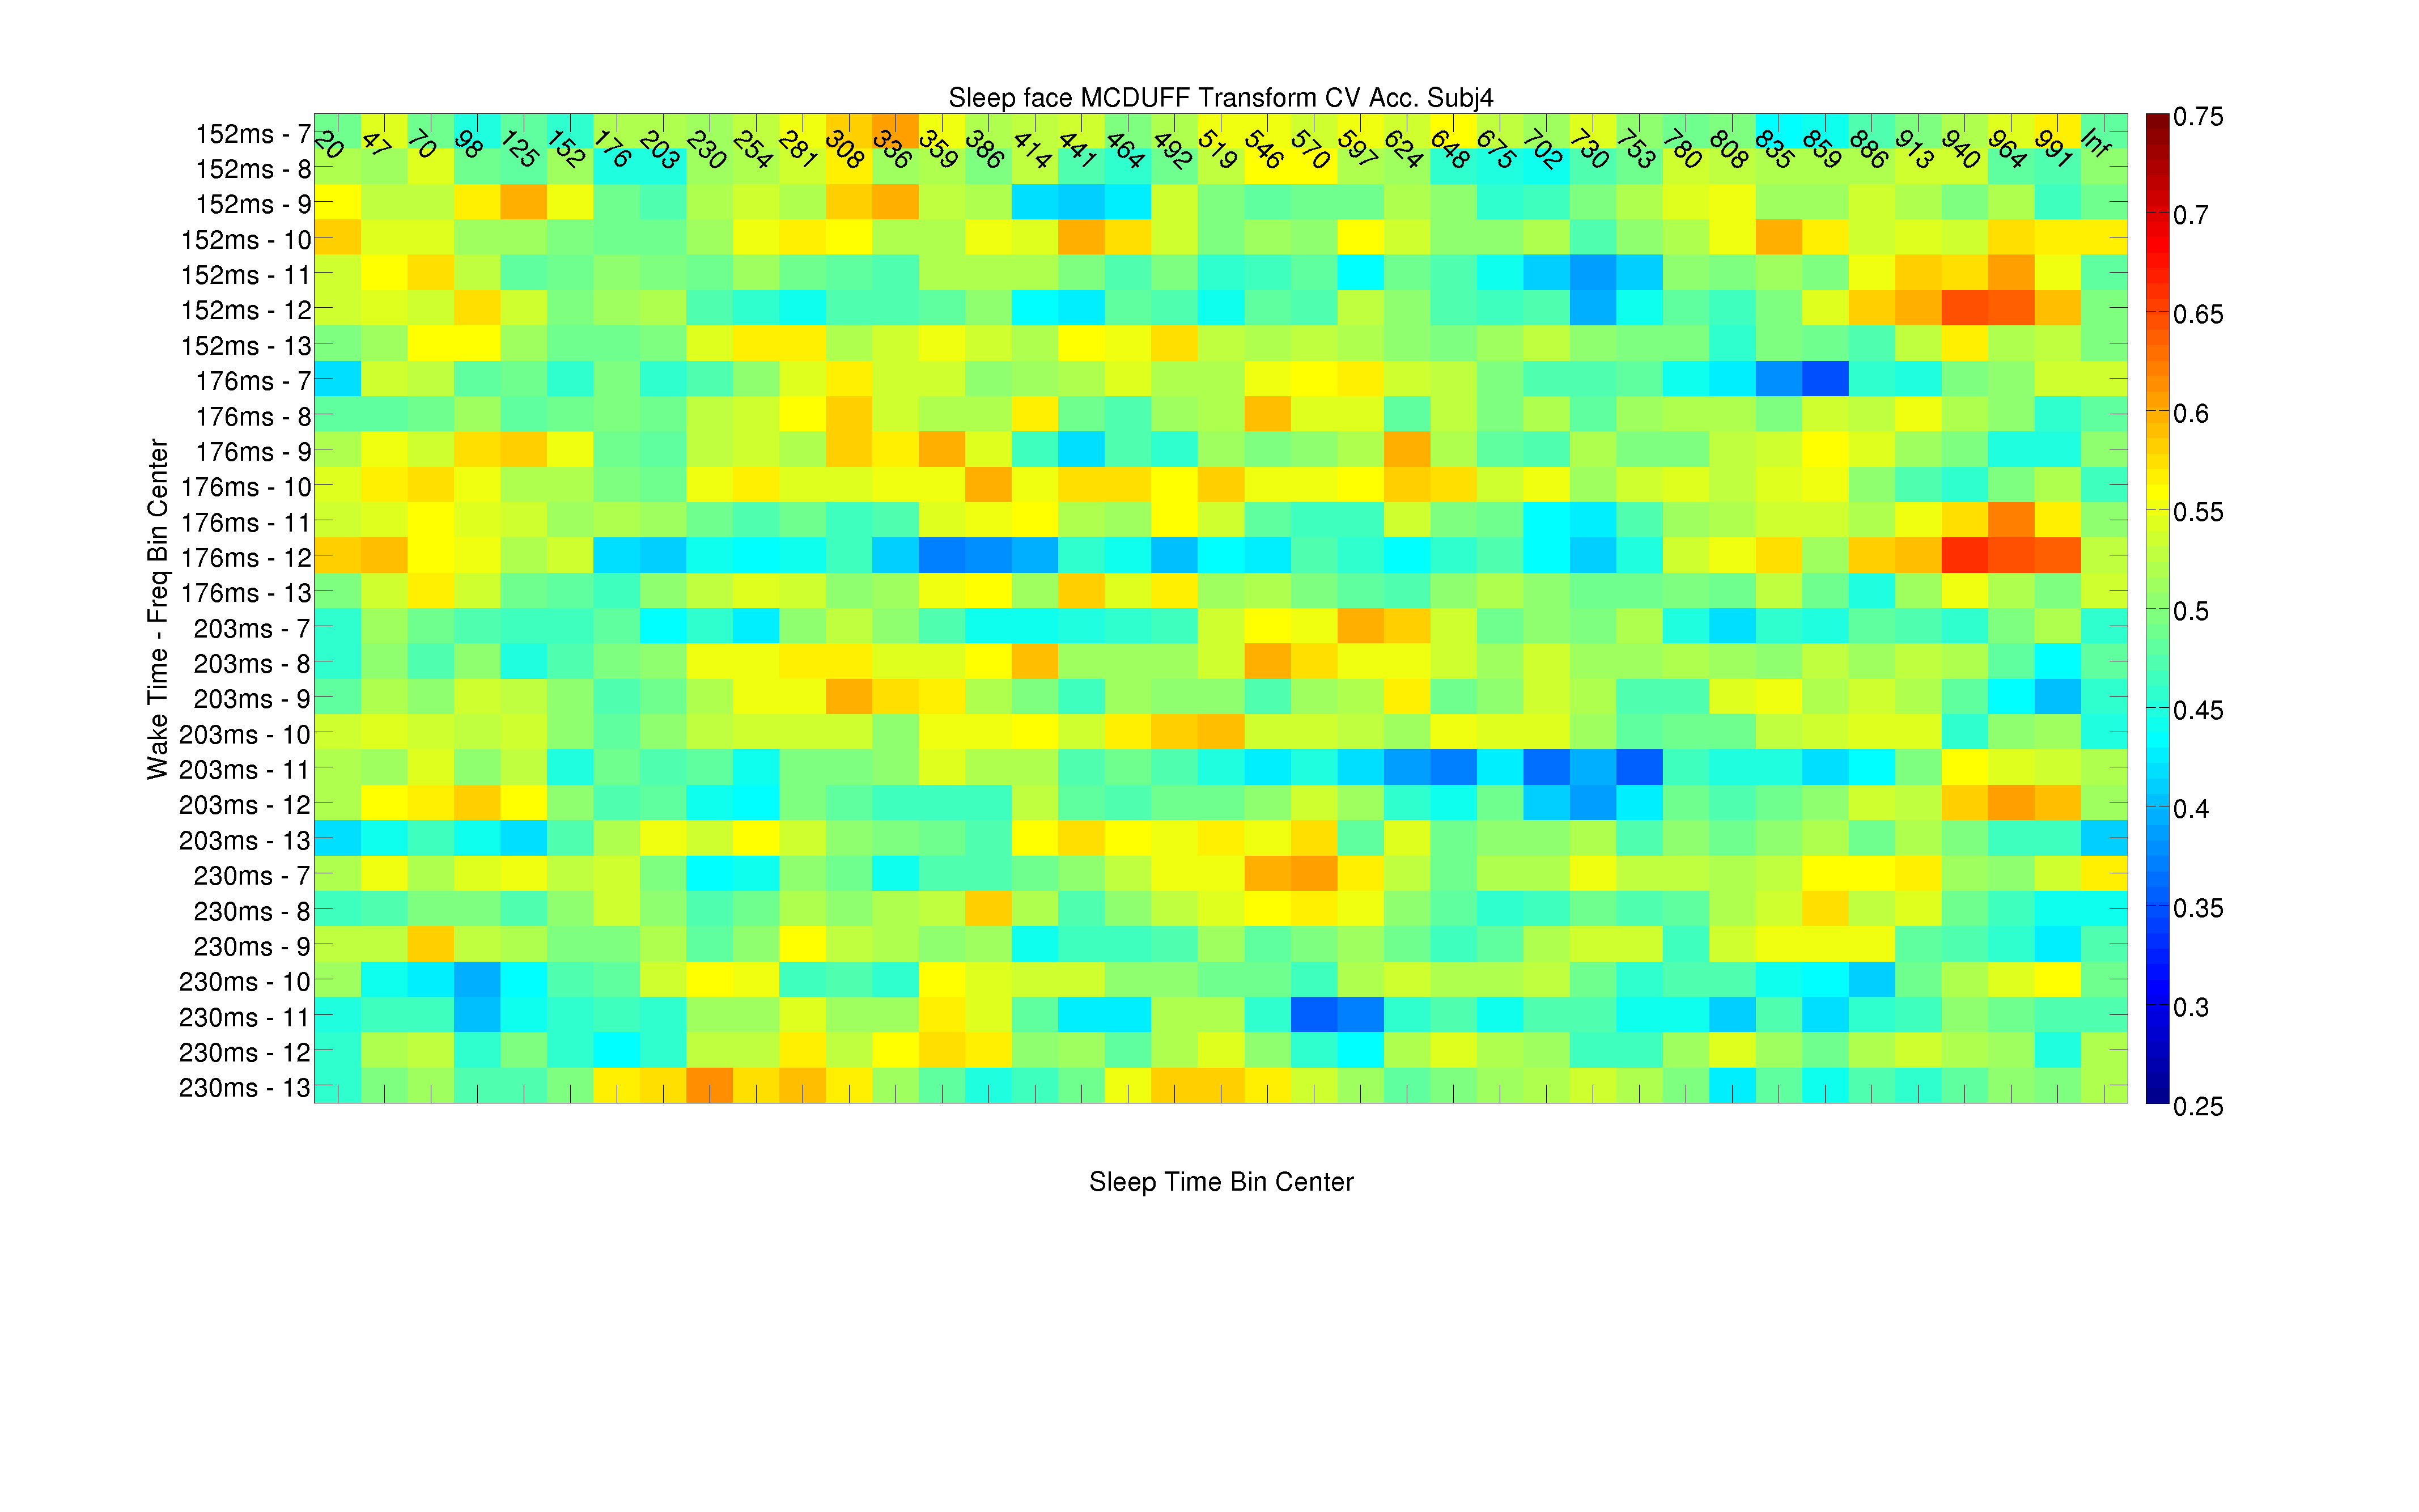 Sleep face MCDUFF Transform CV Acc. Subj4
20 47 70 98 125 152 176 203 230 254 281 308 336 359 386 414 441 464 492 519 546 570 597 624 648 675 702 730 753 780 808 835 859 886 913 940 964 991 Inf
Wake Time - Freq Bin Center
152ms - 7
152ms - 8
152ms - 9
152ms - 10
152ms - 11
152ms - 12
152ms - 13
176ms - 7
176ms - 8
176ms - 9
176ms - 10
176ms - 11
176ms - 12
176ms - 13
203ms - 7
203ms - 8
203ms - 9
203ms - 10
203ms - 11
203ms - 12
203ms - 13
230ms - 7
230ms - 8
230ms - 9
230ms - 10
230ms - 11
230ms - 12
230ms - 13
0.75
0.7
0.65
0.6
0.55
0.5
0.45
0.4
0.35
0.3
0.25
Sleep Time Bin Center